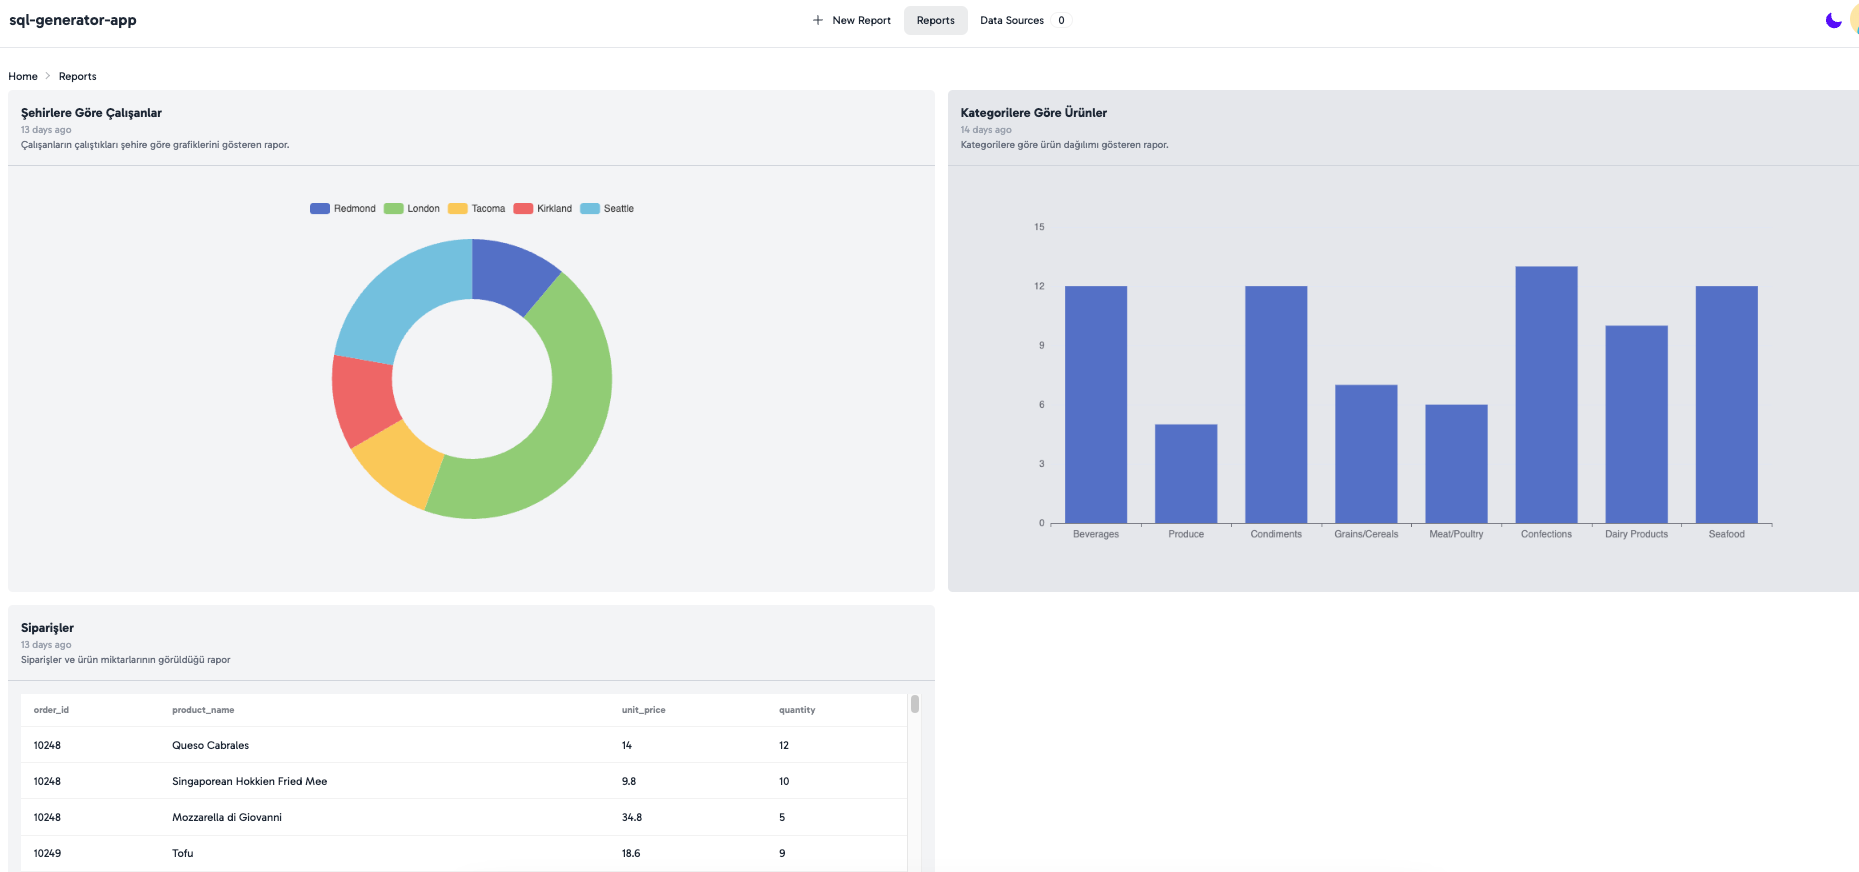 sql-generator-app
New Report
Reports
Data Sources 0
Home > Reports
Şehirlere Göre Çalışanlar
13 days ago
Çalışanların çalıştıkları şehire göre grafiklerini gösteren rapor.
Redmond London Tacoma Kirkland Seattle
Kategorilere Göre Ürünler
14 days ago
Kategorilere göre ürün dağılımı gösteren rapor.
15
12
9
6
3
0
Beverages Produce Condiments Grains/Cereals Meat/Poultry Confections Dairy Products Seafood
Siparişler
13 days ago
Siparişler ve ürün miktarlarının görüldüğü rapor
order_id product_name unit_price quantity
10248 Queso Cabrales 14 12
10248 Singaporean Hokkien Fried Mee 9.8 10
10248 Mozzarella di Giovanni 34.8 5
10249 Tofu 18.6 9